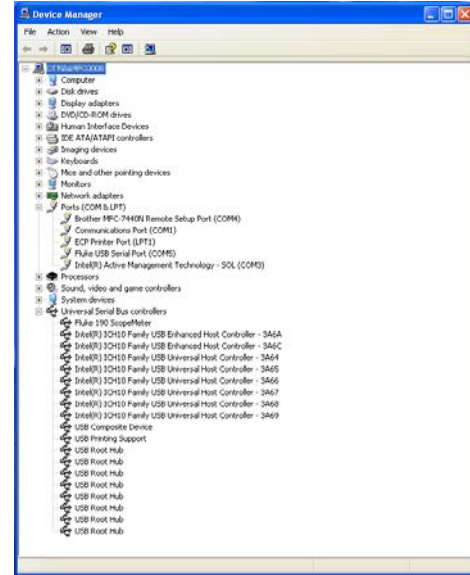 Device Manager
File Action View Help
Computer
Disk drives
Display adapters
DVD/CD-ROM drives
Human Interface Devices
IDE ATA/ATAPI controllers
Imaging devices
Keyboards
Mice and other pointing devices
Monitors
Network adapters
Ports (COM & LPT)
Brother MFC-7440N Remote Setup Port (COM4)
Communications Port (COM1)
ECP Printer Port (LPT1)
Fluke USB Serial Port (COM5)
Intel(R) Active Management Technology - SOL (COM3)
Processors
Sound, video and game controllers
System devices
Universal Serial Bus controllers
Fluke 190 ScopeMeter
Intel(R) ICH10 Family USB Enhanced Host Controller - 3A6A
Intel(R) ICH10 Family USB Enhanced Host Controller - 3A6C
Intel(R) ICH10 Family USB Universal Host Controller - 3A64
Intel(R) ICH10 Family USB Universal Host Controller - 3A65
Intel(R) ICH10 Family USB Universal Host Controller - 3A66
Intel(R) ICH10 Family USB Universal Host Controller - 3A67
Intel(R) ICH10 Family USB Universal Host Controller - 3A68
Intel(R) ICH10 Family USB Universal Host Controller - 3A69
USB Composite Device
USB Printing Support
USB Root Hub
USB Root Hub
USB Root Hub
USB Root Hub
USB Root Hub
USB Root Hub
USB Root Hub
USB Root Hub